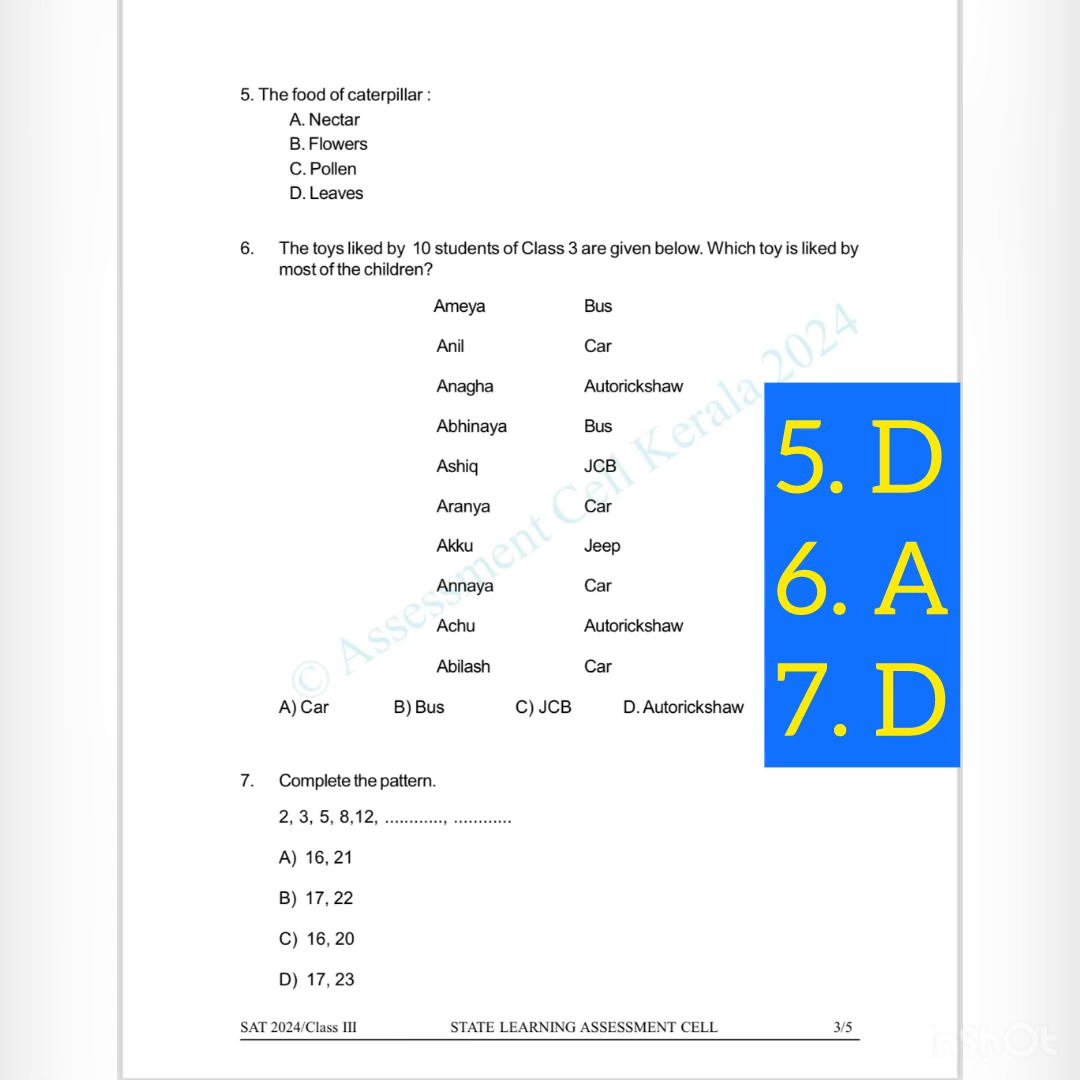 5. The food of caterpillar :
A. Nectar
B. Flowers
C. Pollen
D. Leaves
6. The toys liked by 10 students of Class 3 are given below. Which toy is liked by
most of the children?
Ameya Bus
Anil Car
Anagha Autorickshaw
Abhinaya Bus
Ashiq JCB
Aranya Car
Akku Jeep
Annaya Car
Achu Autorickshaw
Abilash Car
A) Car B) Bus C) JCB D. Autorickshaw
© Assessment Cell Kerala 2024
5. D
6. A
7. D
7. Complete the pattern.
2, 3, 5, 8,12, ............, ............
A) 16, 21
B) 17, 22
C) 16, 20
D) 17, 23
SAT 2024/Class III STATE LEARNING ASSESSMENT CELL 3/5
InShOt